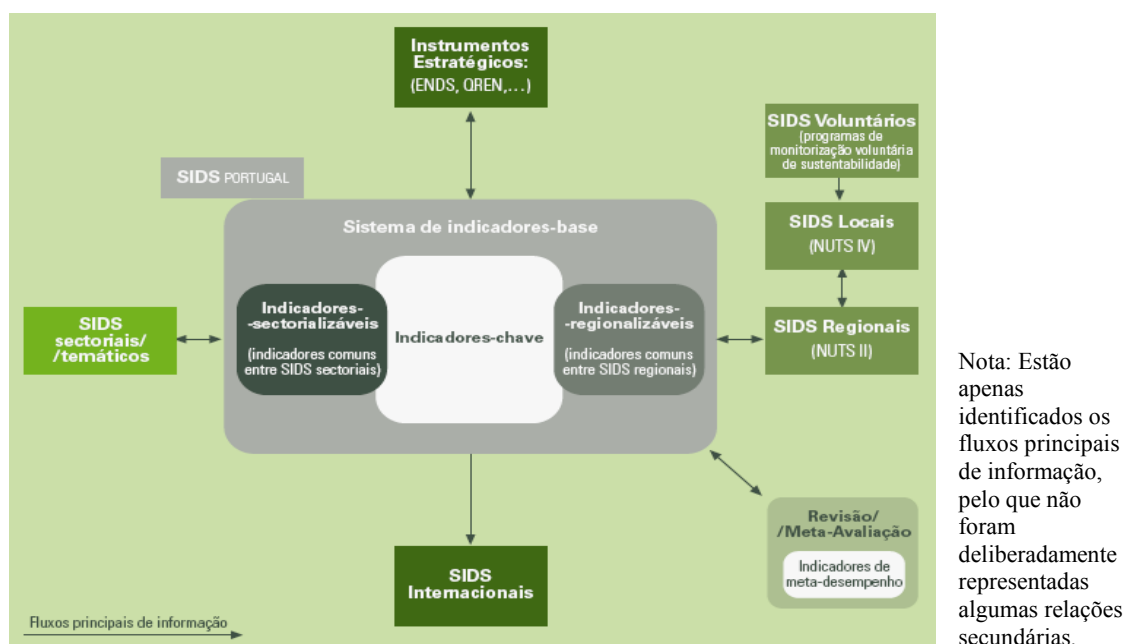 Instrumentos
Estratégicos:
(ENDS, QREN,...)
SIDS Voluntários
(programas de
monitorização voluntária
de sustentabilidade)
SIDS PORTUGAL
SIDS Locais
(NUTS IV)
Sistema de indicadores-base
SIDS
sectoriais/
/temáticos
Indicadores-
-sectorializáveis
(indicadores comuns
entre SIDS sectoriais)
Indicadores-chave
Indicadores-
-regionalizáveis
(indicadores comuns
entre SIDS regionais)
SIDS Regionais
(NUTS II)
Revisão/
/Meta-Avaliação
Indicadores de
meta-desempenho
SIDS
Internacionais
Fluxos principais de informação
Nota: Estão
apenas
identificados os
fluxos principais
de informação,
pelo que não
foram
deliberadamente
representadas
algumas relações
secundárias.